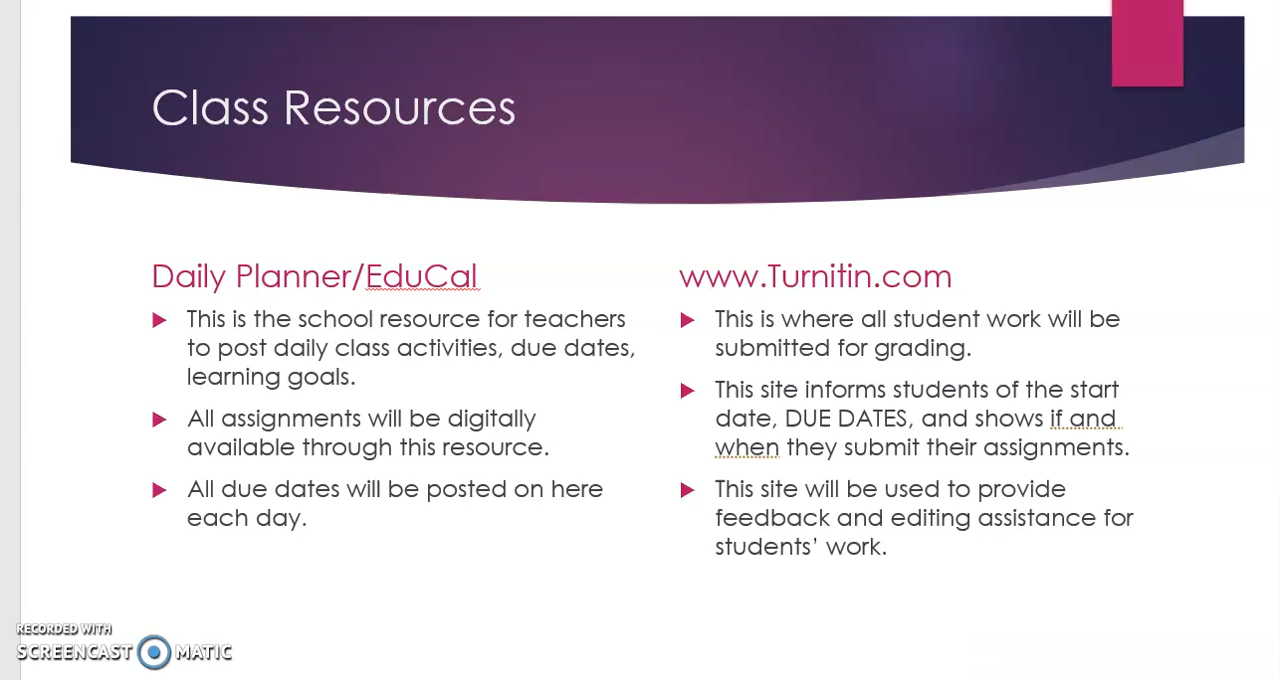 Class Resources
Daily Planner/EduCal
This is the school resource for teachers
to post daily class activities, due dates,
learning goals.
All assignments will be digitally
available through this resource.
All due dates will be posted on here
each day.
www.Turnitin.com
This is where all student work will be
submitted for grading.
This site informs students of the start
date, DUE DATES, and shows if and
when they submit their assignments.
This site will be used to provide
feedback and editing assistance for
students’ work.
RECORDED WITH
SCREENCAST MATIC